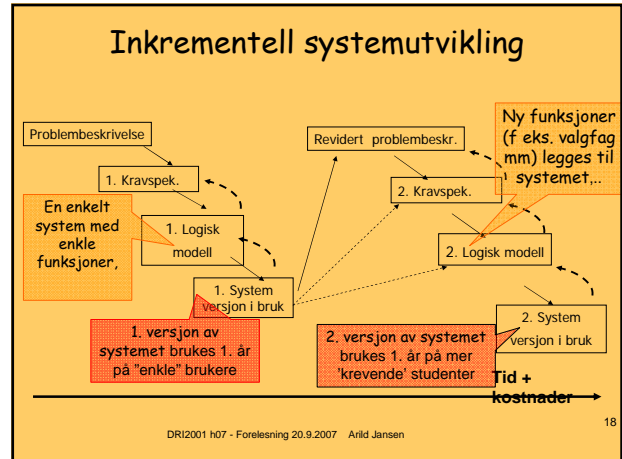 Inkrementell systemutvikling
Problembeskrivelse
1. Kravspek.
En enkelt
system med
enkle
funksjoner,
1. Logisk
modell
1. System
versjon i bruk
1. versjon av
systemet brukes 1. år
på "enkle" brukere
Revidert problembeskr.
2. Kravspek.
Ny funksjoner
(f eks. valgfag
mm) legges til
systemet,..
2. Logisk modell
2. System
versjon i bruk
2. versjon av systemet
brukes 1. år på mer
'krevende' studenter
Tid +
kostnader
DRI2001 h07 - Forelesning 20.9.2007 Arild Jansen
18